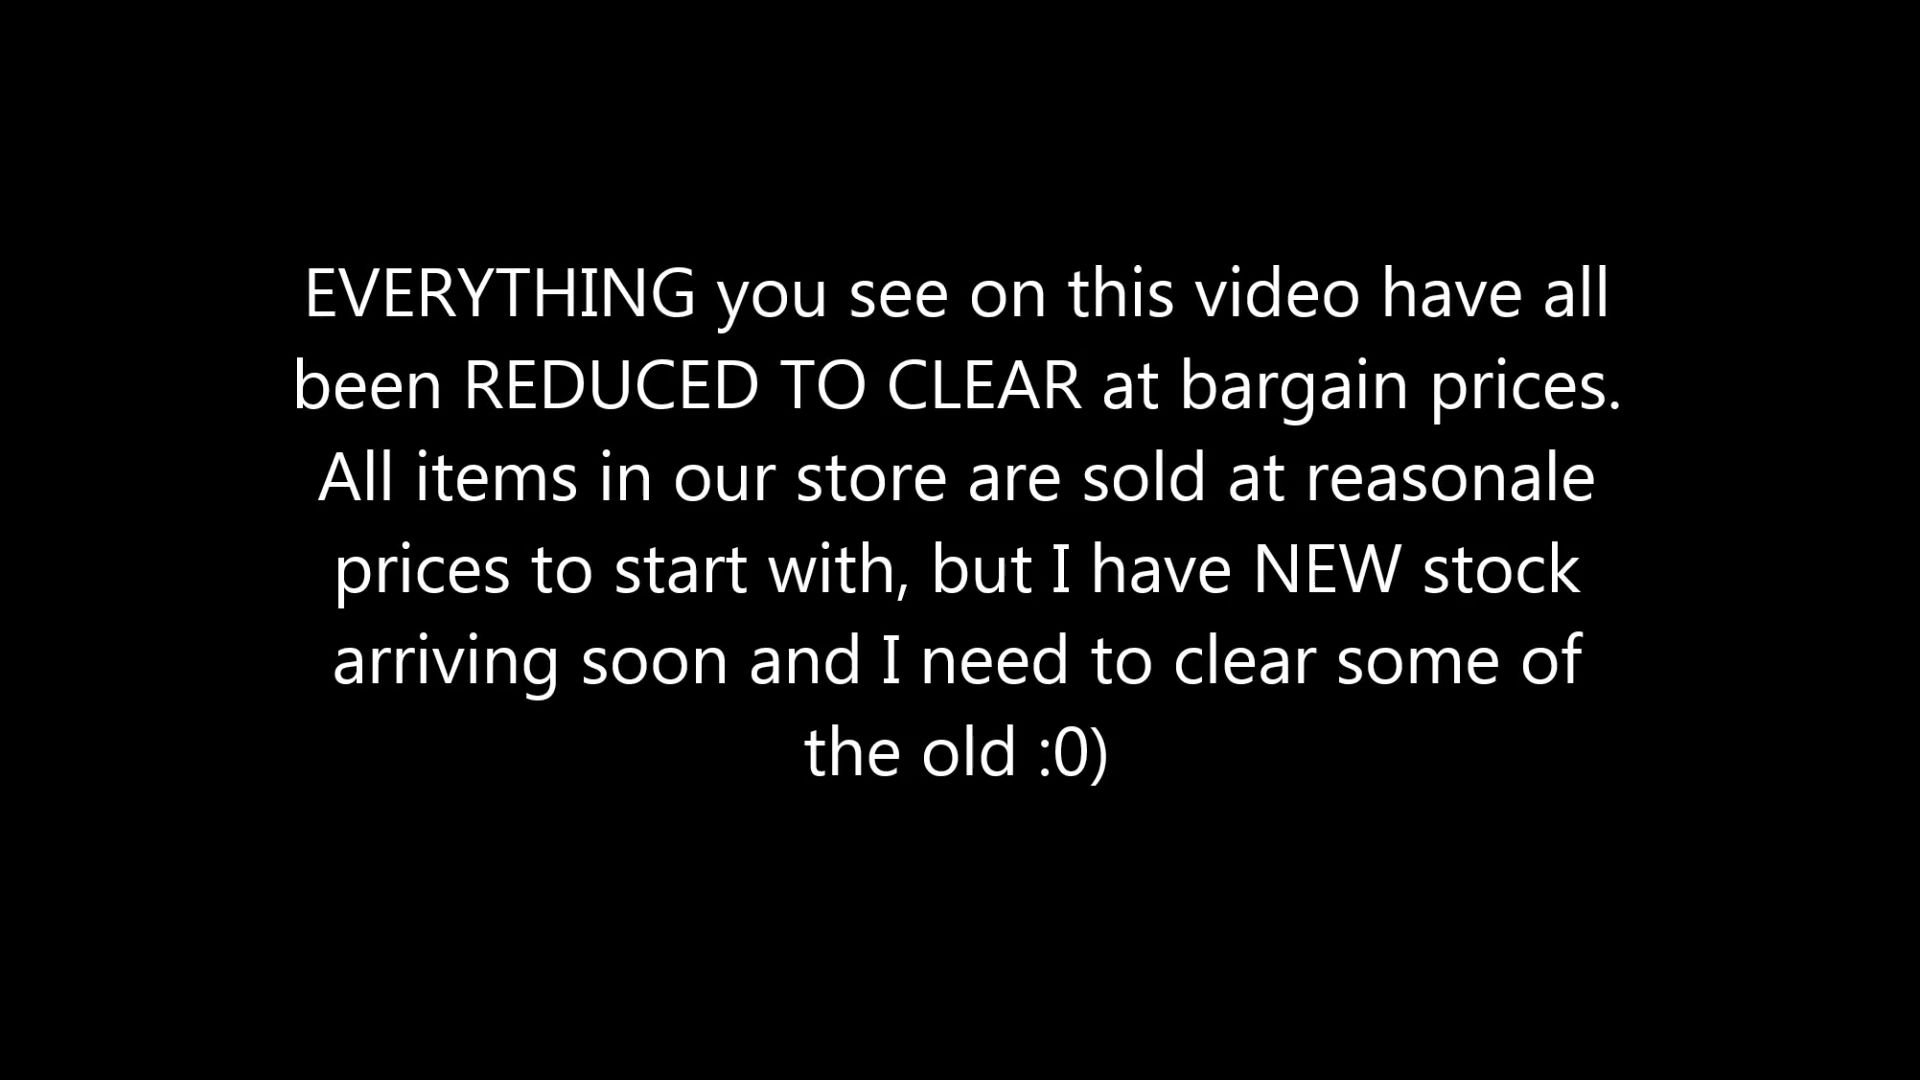 EVERYTHING you see on this video have all
been REDUCED TO CLEAR at bargain prices.
All items in our store are sold at reasonale
prices to start with, but I have NEW stock
arriving soon and I need to clear some of
the old :0)